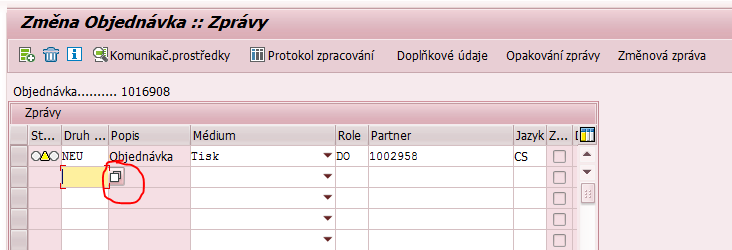 Změna Objednávka :: Zprávy
Komunikač.prostředky Protokol zpracování Doplňkové údaje Opakování zprávy Změnová zpráva
Objednávka.......... 1016908
Zprávy
St... Druh ... Popis Médium Role Partner Jazyk Z...
NEU Objednávka Tisk DO 1002958 CS